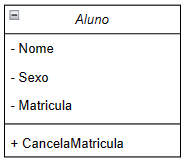 Aluno
- Nome
- Sexo
- Matricula
+ CancelaMatricula